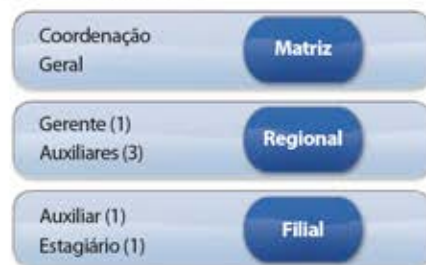 Coordenação
Geral
Matriz
Gerente (1)
Auxiliares (3)
Regional
Auxiliar (1)
Estagiário (1)
Filial